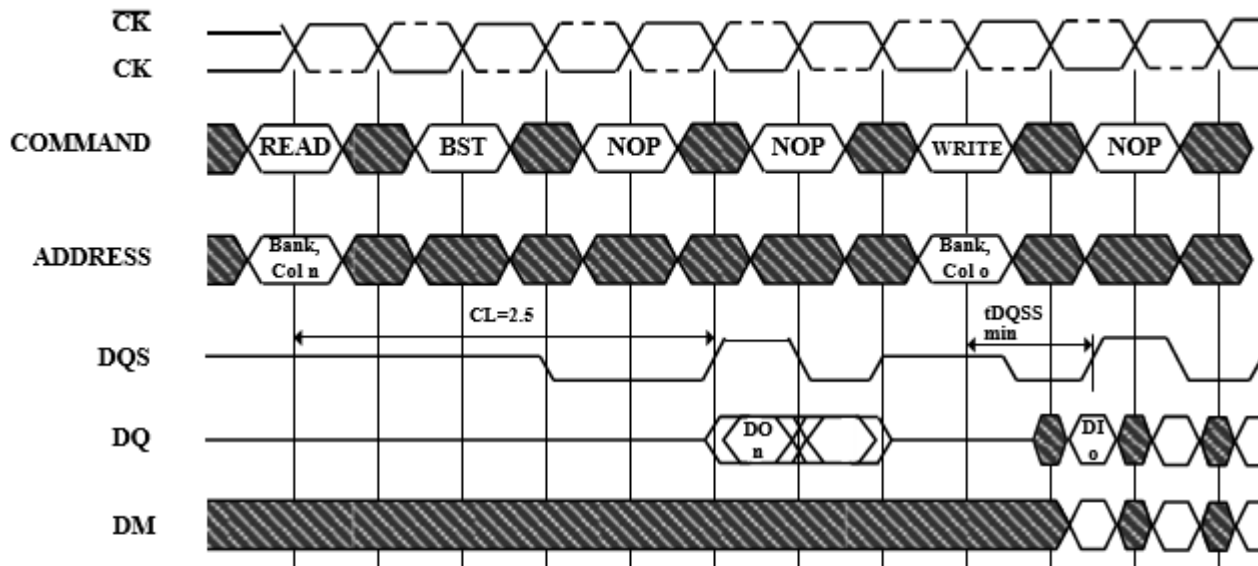 CK
CK
COMMAND
READ
BST
NOP
NOP
WRITE
NOP
ADDRESS
Bank,
Col n
Bank,
Col o
CL=2.5
tDQSS
min
DQS
DQ
DO
n
DI
o
DM